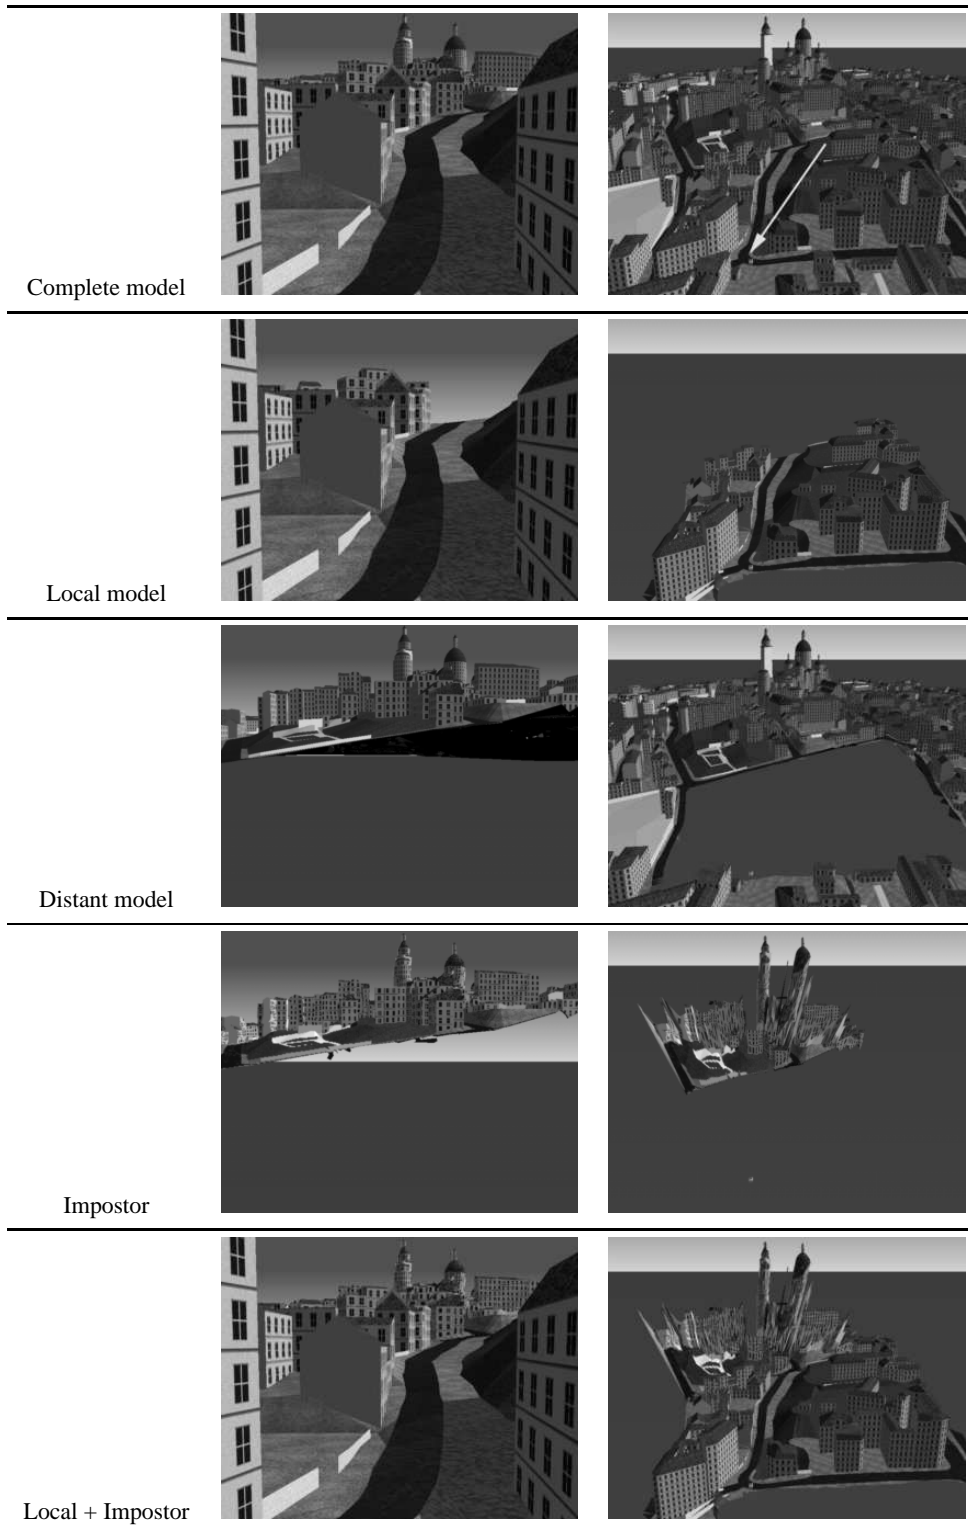 Complete model
Local model
Distant model
Impostor
Local + Impostor